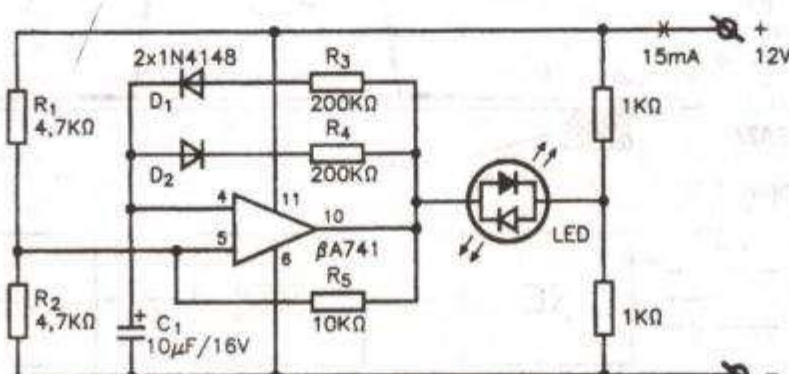 2x1N4148
D1
R3
200KΩ
15mA
+
12V
R1
4,7KΩ
R4
200KΩ
1KΩ
D2
4
11
10
5
6
βA741
LED
R5
10KΩ
R2
4,7KΩ
+
C1
10µF/16V
1KΩ